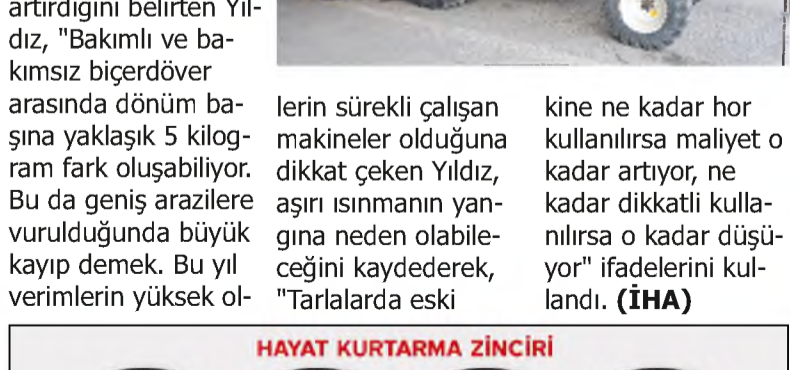 artırdığını belirten Yıl-
dız, "Bakımlı ve ba-
kımsız biçerdöver
arasında dönüm ba-
şına yaklaşık 5 kilog-
ram fark oluşabiliyor.
Bu da geniş arazilere
vurulduğunda büyük
kayıp demek. Bu yıl
verimlerin yüksek ol-
lerin sürekli çalışan
makineler olduğuna
dikkat çeken Yıldız,
aşırı ısınmanın yan-
gına neden olabile-
ceğini kaydederek,
"Tarlalarda eski
kine ne kadar hor
kullanılırsa maliyet o
kadar artıyor, ne
kadar dikkatli kulla-
nılırsa o kadar düşü-
yor" ifadelerini kul-
landı. (İHA)
HAYAT KURTARMA ZİNCİRİ